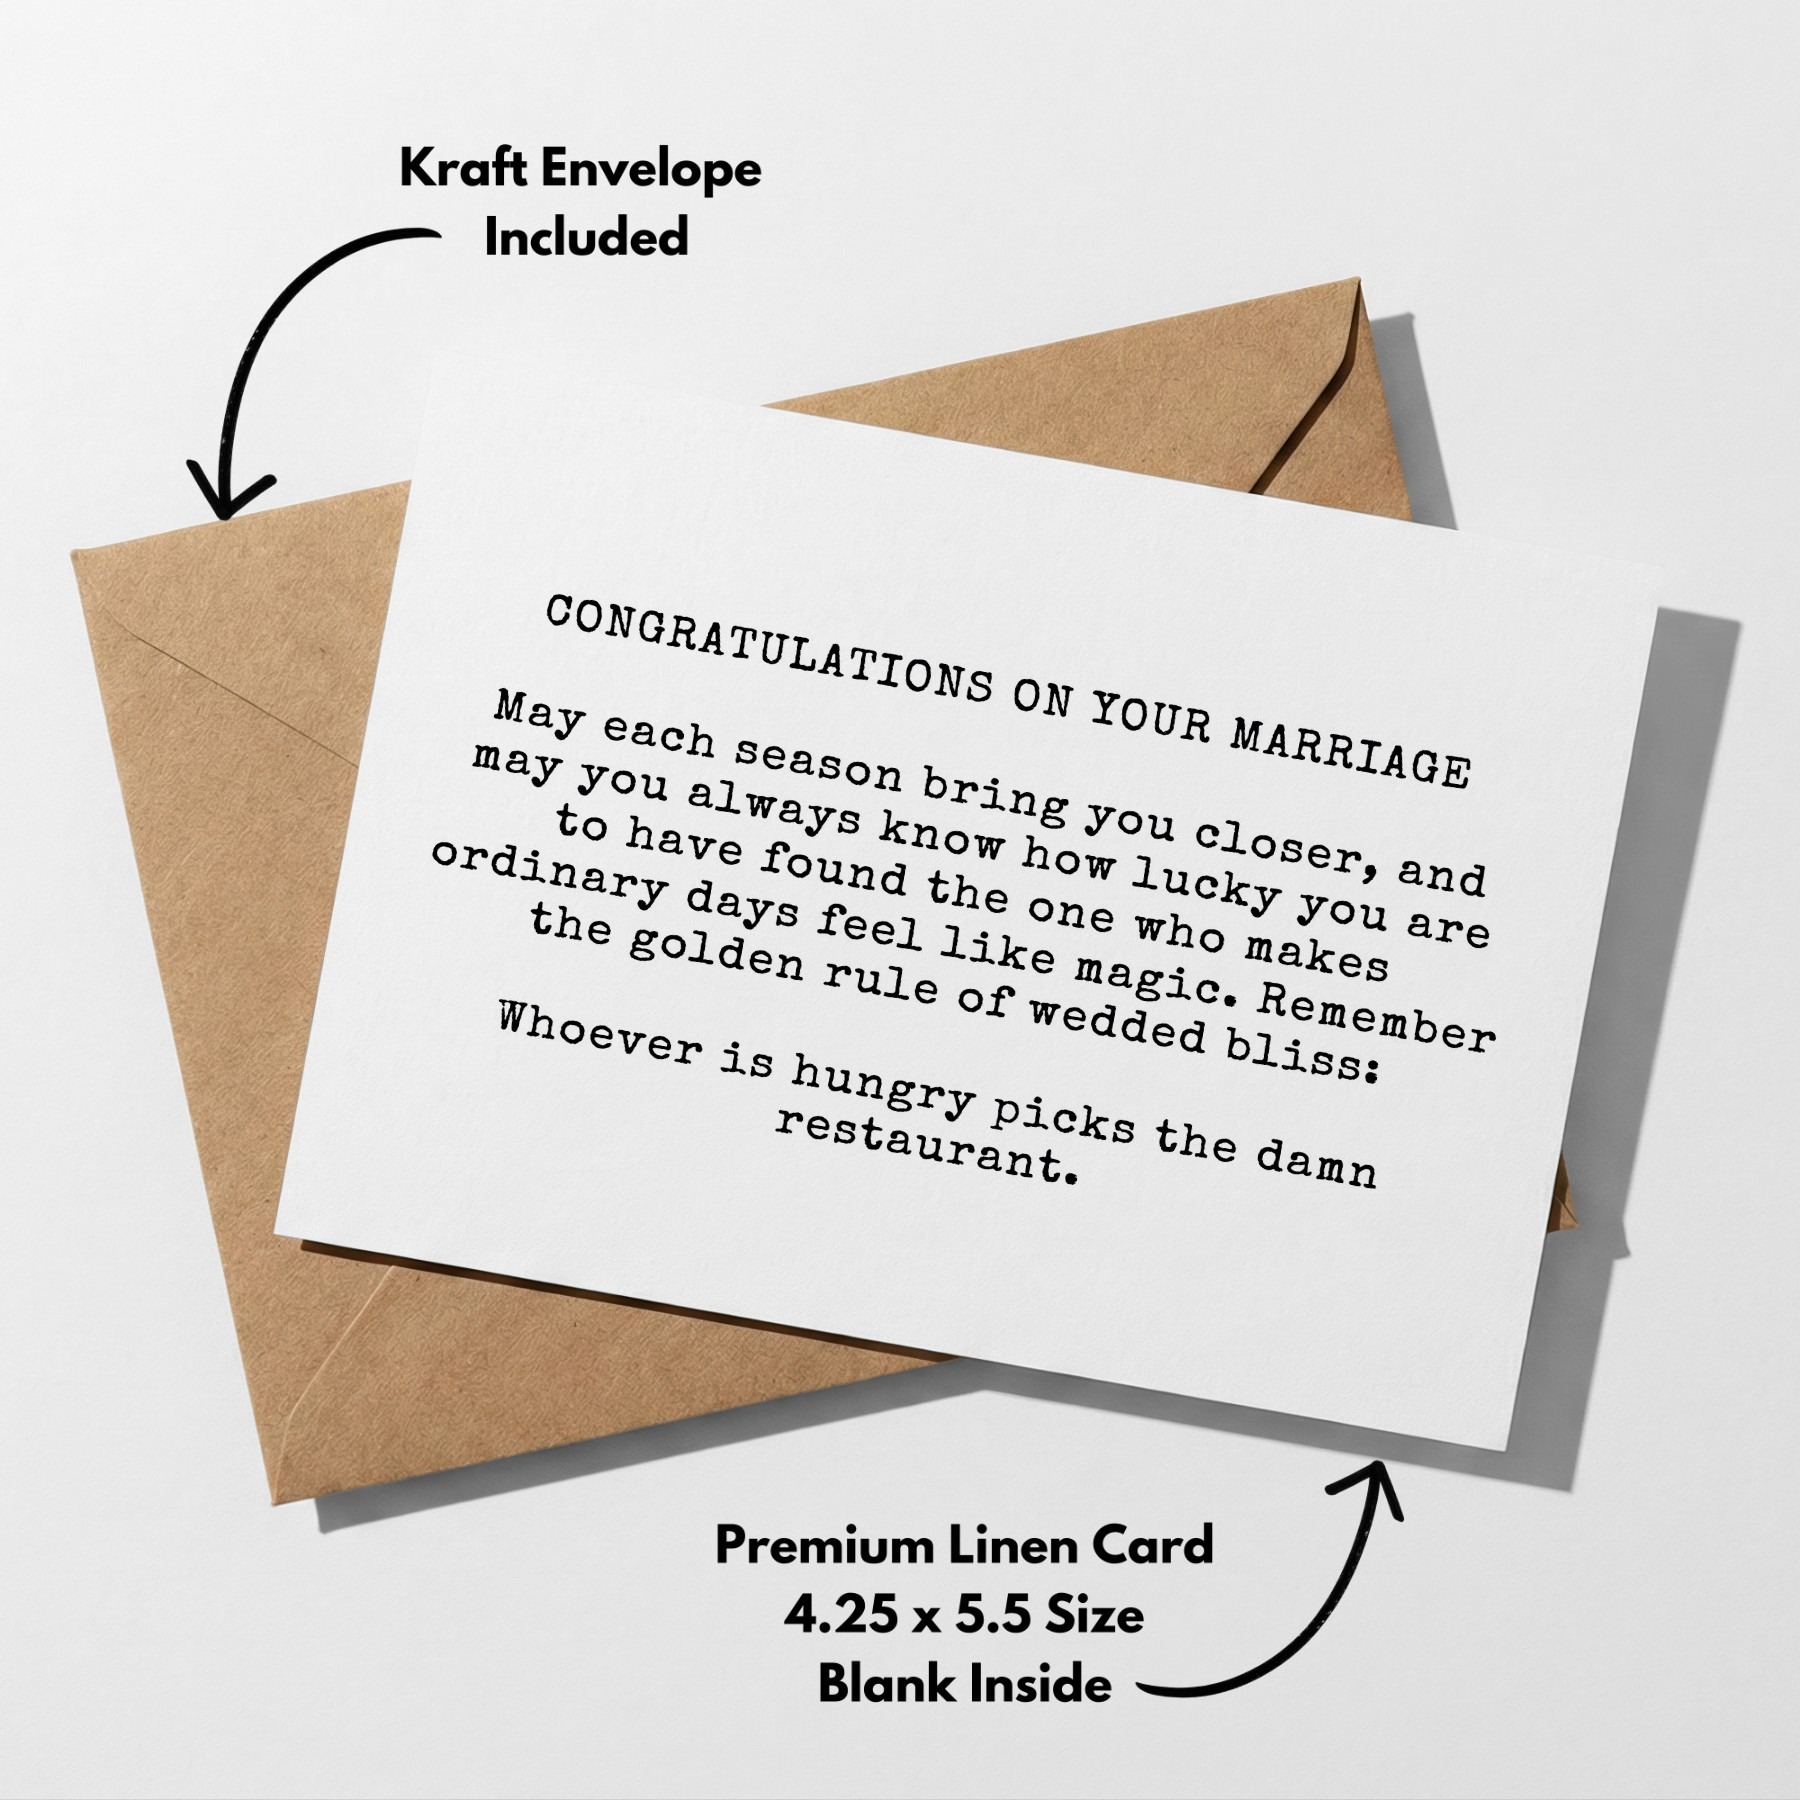 Kraft Envelope
Included
CONGRATULATIONS ON YOUR MARRIAGE
May each season bring you closer, and
may you always know how lucky you are
to have found the one who makes
ordinary days feel like magic. Remember
the golden rule of wedded bliss:
Whoever is hungry picks the damn
restaurant.
Premium Linen Card
4.25 x 5.5 Size
Blank Inside